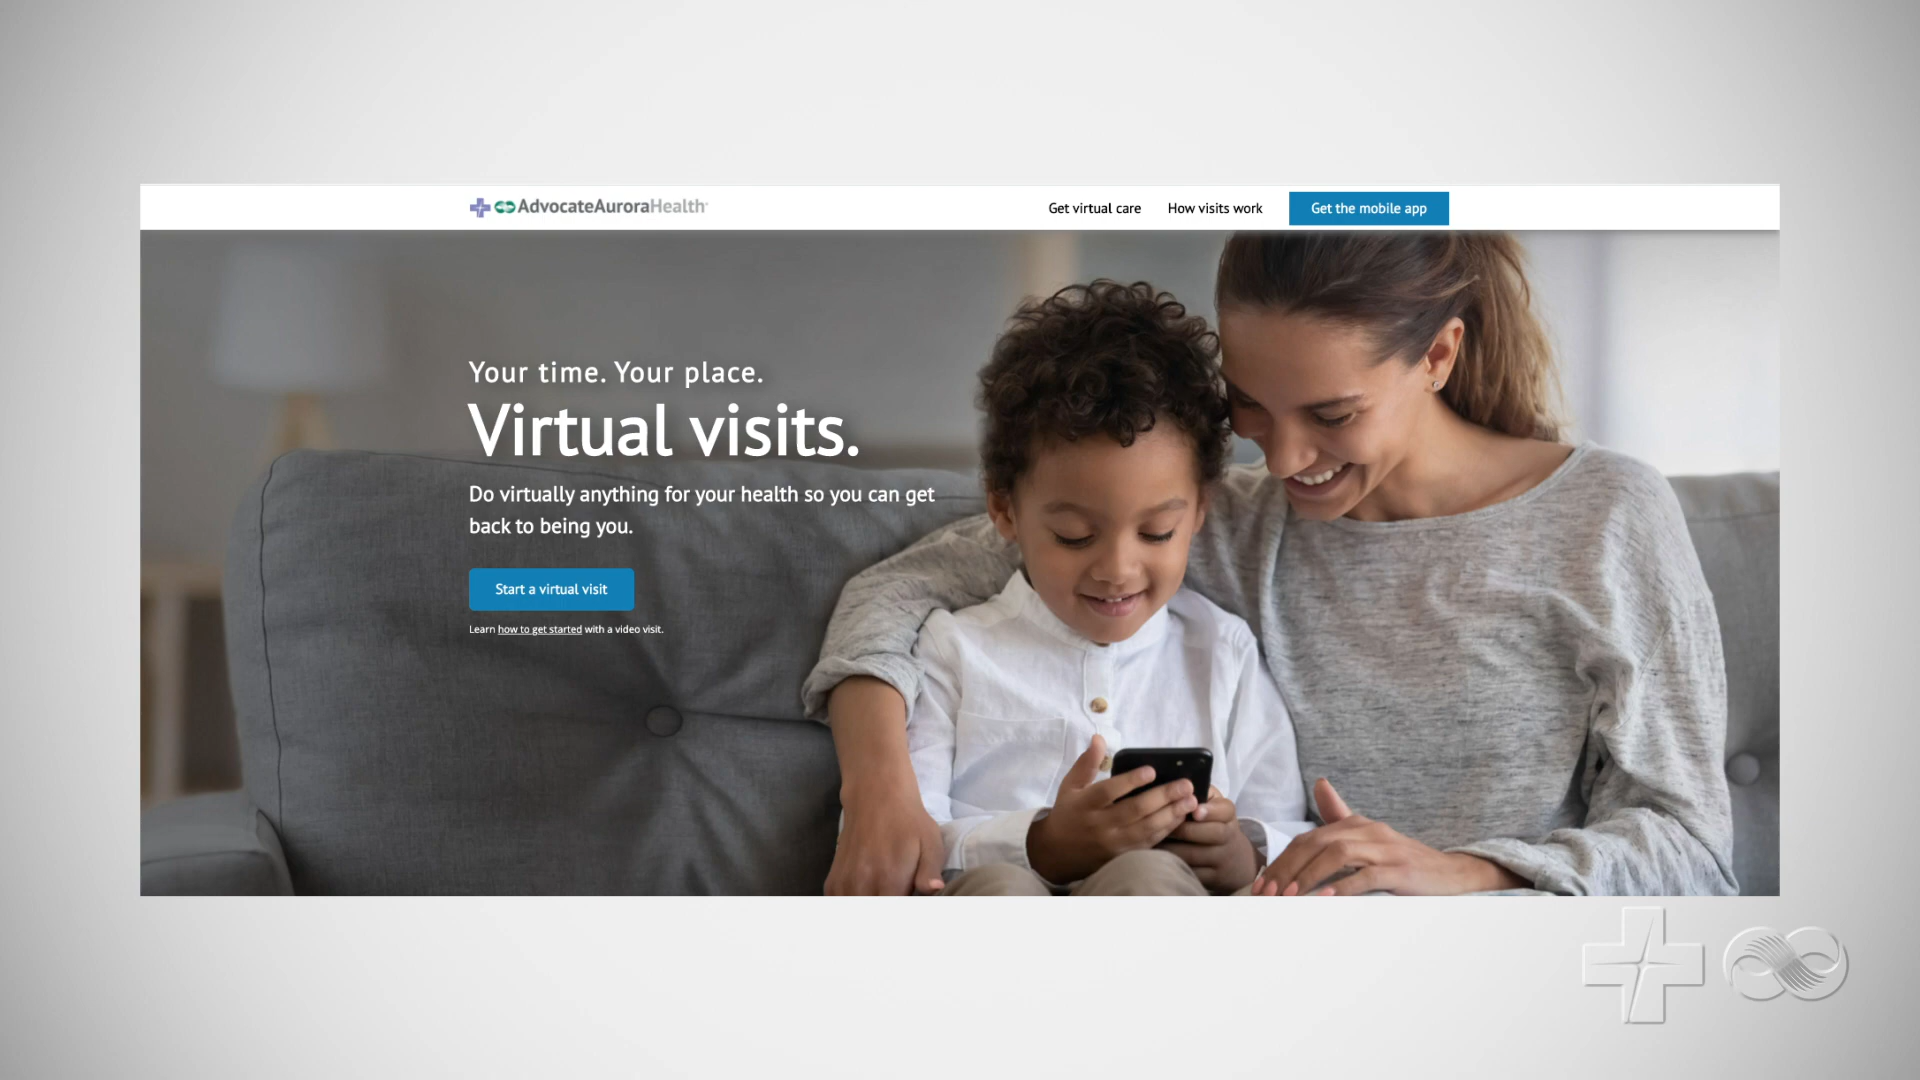 AdvocateAuroraHealth
Get virtual care
How visits work
Get the mobile app
Your time. Your place.
Virtual visits.
Do virtually anything for your health so you can get
back to being you.
Start a virtual visit
Learn how to get started with a video visit.